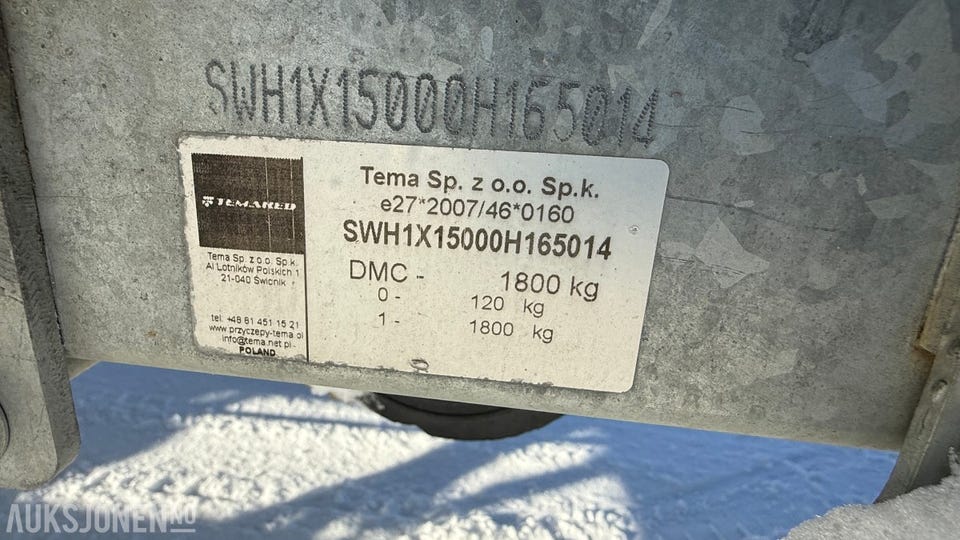 SWH1X15000H165014
TEMARED
Tema Sp. z o.o. Sp.k.
Al Lotników Polskich 1
21-040 Świdnik
tel: +48 81 451 15 21
www.przyczepy-tema.pl
info@tema.net.pl
POLAND
Tema Sp. z o.o. Sp.k.
e27*2007/46*0160
SWH1X15000H165014
DMC - 1800 kg
0 - 120 kg
1 - 1800 kg
AUKSJONEN.NO